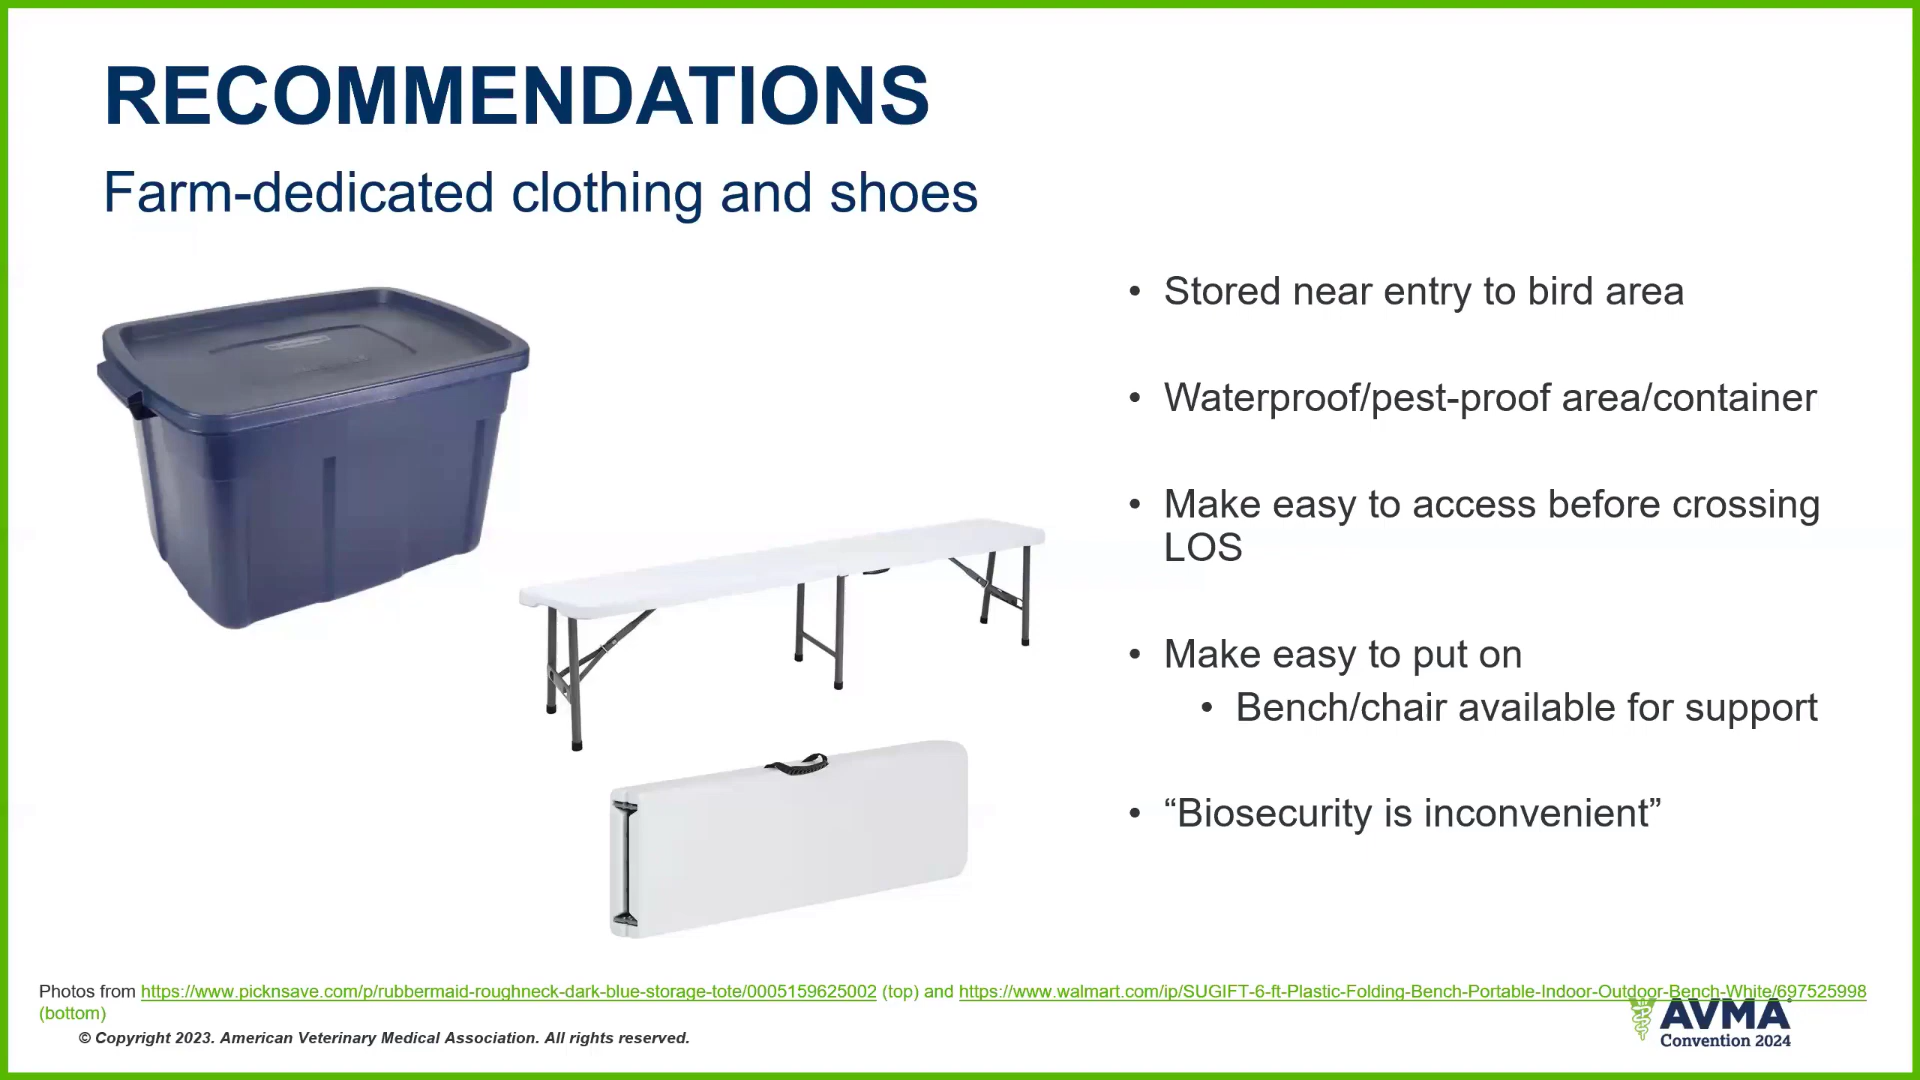 RECOMMENDATIONS
Farm-dedicated clothing and shoes
• Stored near entry to bird area
• Waterproof/pest-proof area/container
• Make easy to access before crossing
LOS
• Make easy to put on
• Bench/chair available for support
• “Biosecurity is inconvenient”
Photos from https://www.picknsave.com/p/rubbermaid-roughneck-dark-blue-storage-tote/0005159625002 (top) and https://www.walmart.com/ip/SUGIFT-6-ft-Plastic-Folding-Bench-Portable-Indoor-Outdoor-Bench-White/697525998
(bottom)
© Copyright 2023. American Veterinary Medical Association. All rights reserved.
AVMA
Convention 2024